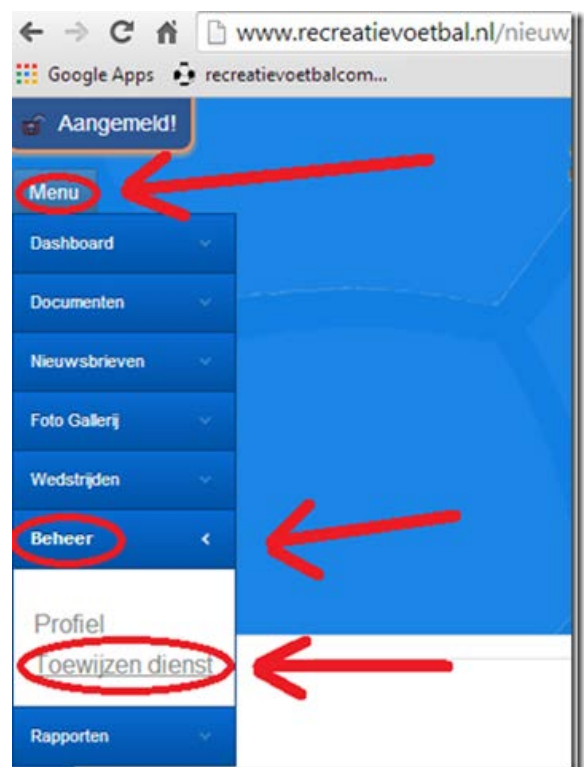 www.recreatievoetbal.nl/nieuw
Google Apps recreatievoetbalcom...
Aangemeld!
Menu
Dashboard
Documenten
Nieuwsbrieven
Foto Gallerij
Wedstrijden
Beheer
Profiel
Toewijzen dienst
Rapporten